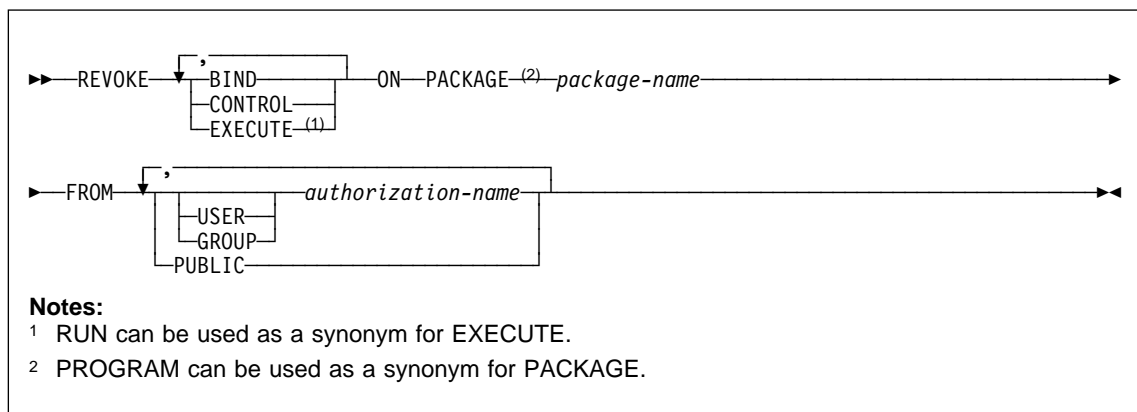 ,
REVOKE BIND ON PACKAGE (2) package-name
CONTROL
EXECUTE (1)
,
FROM authorization-name
USER
GROUP
PUBLIC
Notes:
1 RUN can be used as a synonym for EXECUTE.
2 PROGRAM can be used as a synonym for PACKAGE.